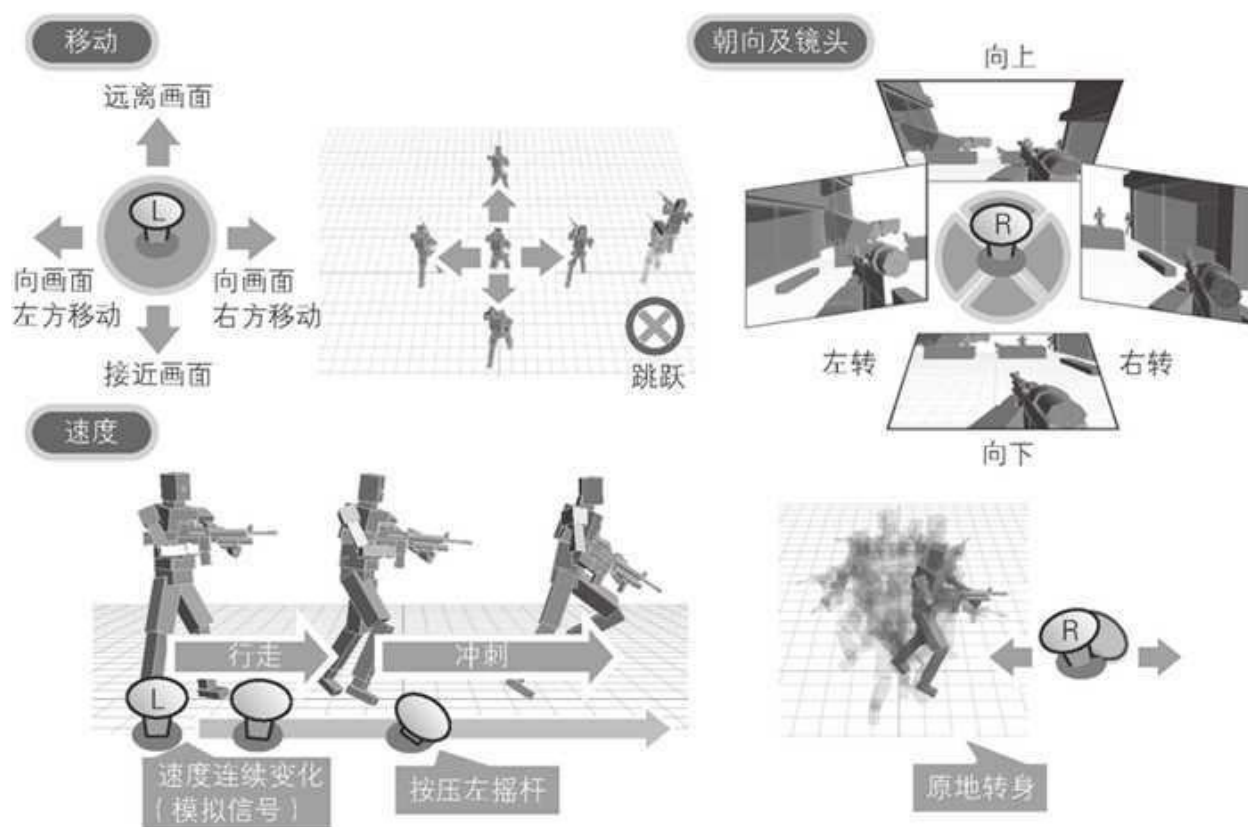 移动
远离画面
L
向画面
左方移动
向画面
右方移动
接近画面
跳跃
朝向及镜头
向上
R
左转
右转
向下
速度
行走
冲刺
L
速度连续变化
（模拟信号）
按压左摇杆
R
原地转身